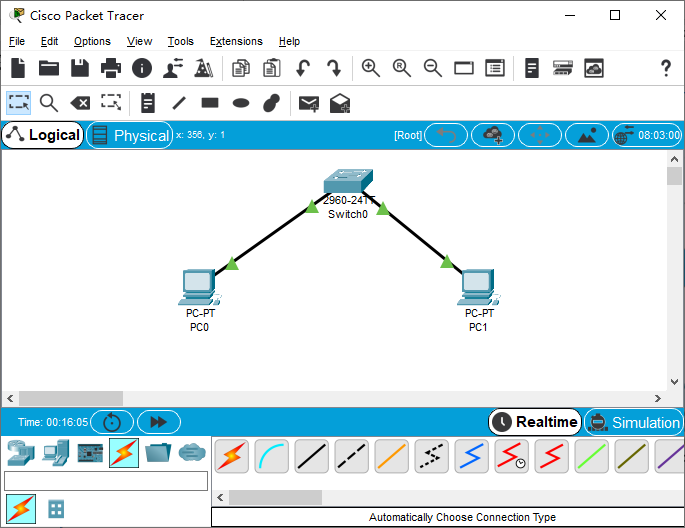 Cisco Packet Tracer
File Edit Options View Tools Extensions Help
Logical Physical x: 356, y: 1 [Root] 08:03:00
2960-24TT
Switch0
PC-PT
PC0
PC-PT
PC1
Time: 00:16:05 Realtime Simulation
Automatically Choose Connection Type